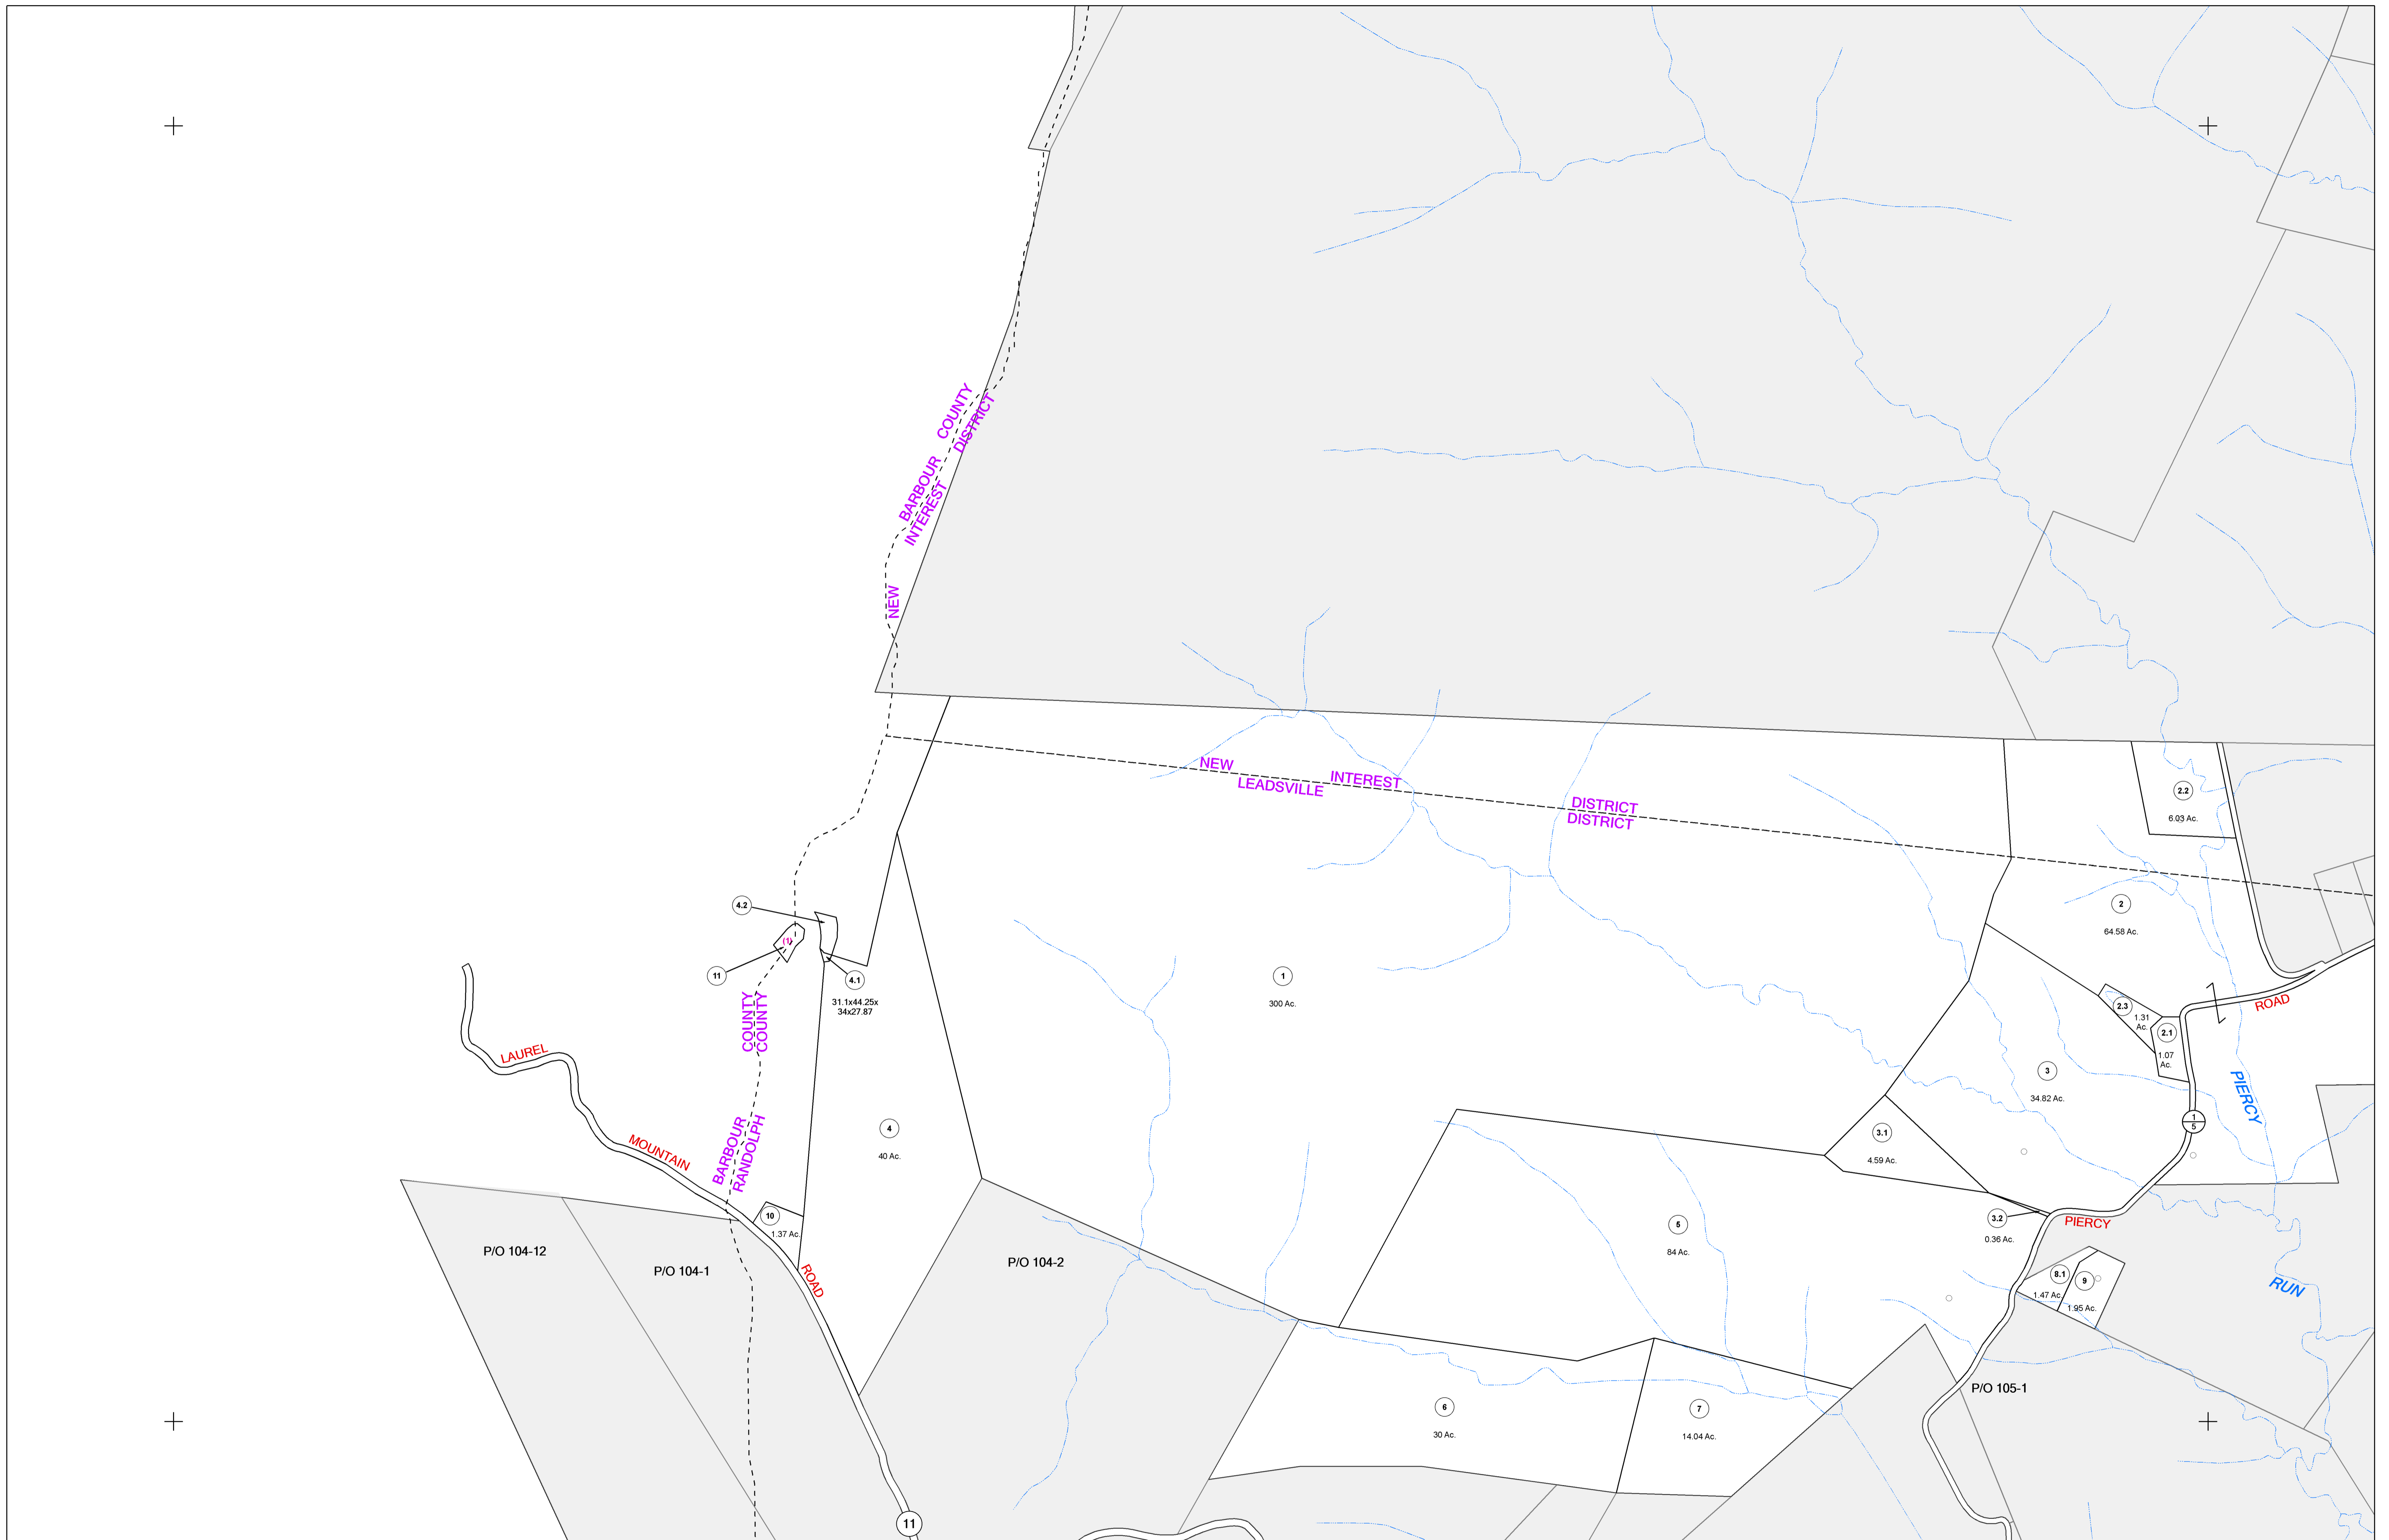 BARBOUR COUNTY
NEW INTEREST DISTRICT
NEW INTEREST DISTRICT
LEADSVILLE DISTRICT
2.2
6.03 Ac.
2
64.58 Ac.
4.2
(1)
11
4.1
31.1x44.25x
34x27.87
1
300 Ac.
2.3
1.31
Ac.
2.1
1.07
Ac.
ROAD
BARBOUR COUNTY
RANDOLPH COUNTY
LAUREL
MOUNTAIN
ROAD
3
34.82 Ac.
PIERCY
1
5
4
40 Ac.
3.1
4.59 Ac.
10
1.37 Ac.
5
84 Ac.
3.2
0.36 Ac.
PIERCY
P/O 104-12
P/O 104-1
P/O 104-2
8.1
1.47 Ac.
9
1.95 Ac.
RUN
P/O 105-1
6
30 Ac.
7
14.04 Ac.
11